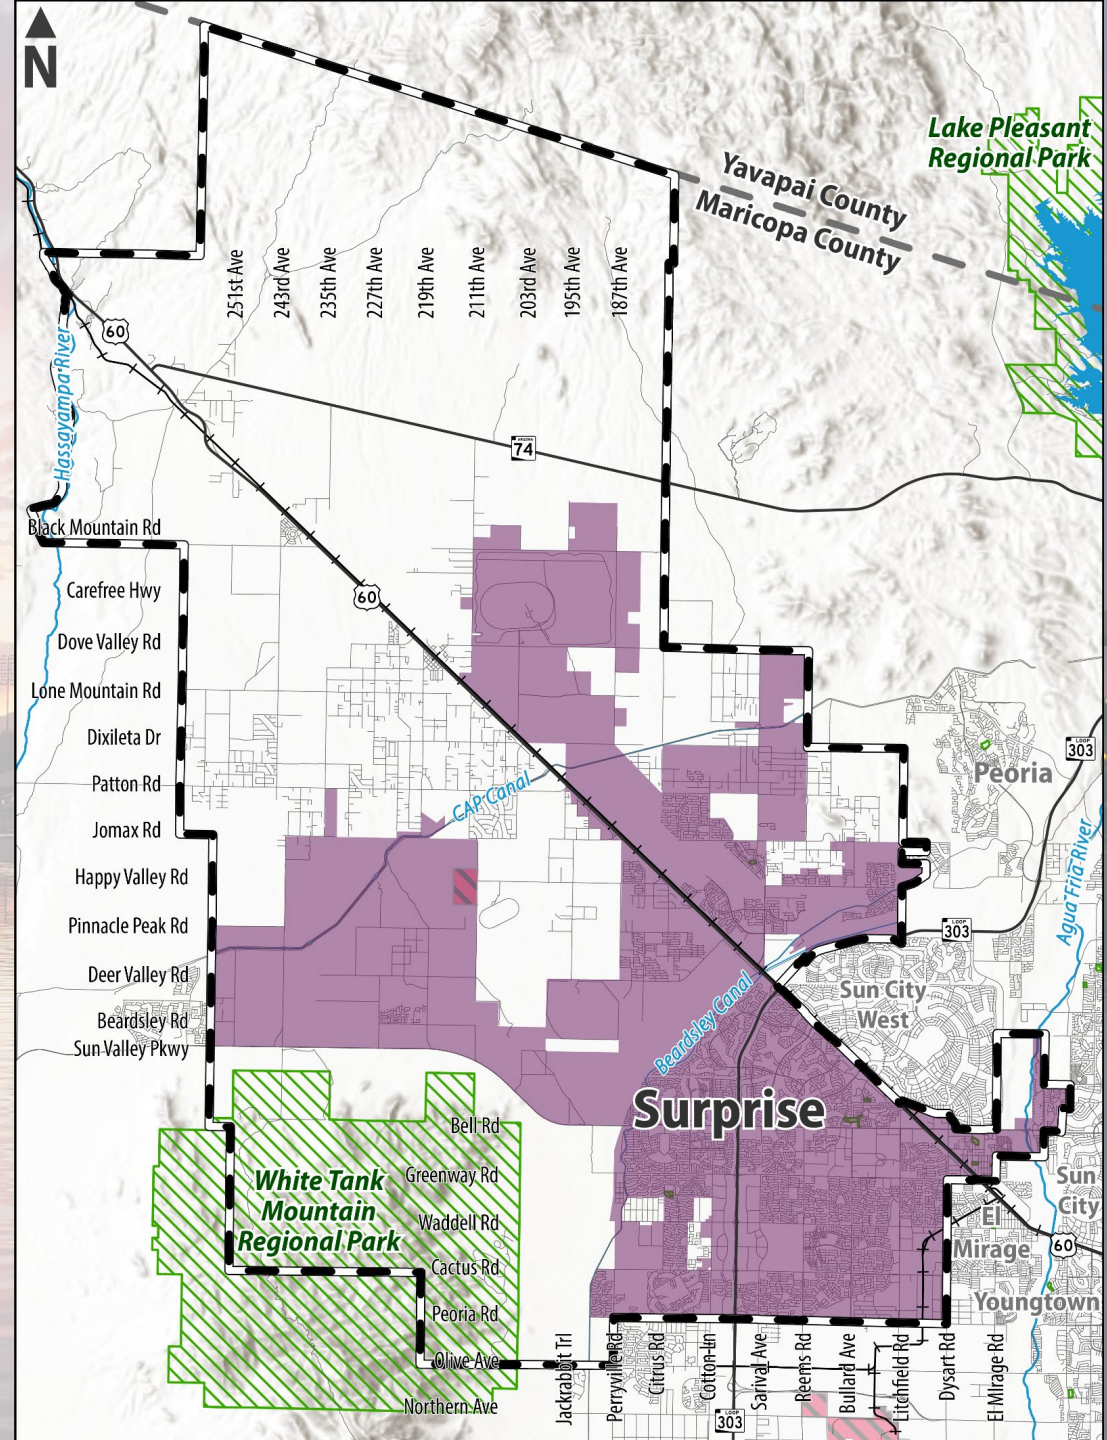 N
Lake Pleasant
Regional Park
Yavapai County
Maricopa County
251st Ave
243rd Ave
235th Ave
227th Ave
219th Ave
211th Ave
203rd Ave
195th Ave
187th Ave
60
Hassayampa River
ARIZONA
74
Black Mountain Rd
Carefree Hwy
60
Dove Valley Rd
Lone Mountain Rd
Dixileta Dr
LOOP
303
Peoria
Patton Rd
CAP Canal
Jomax Rd
Happy Valley Rd
Agua Fria River
Pinnacle Peak Rd
LOOP
303
Deer Valley Rd
Sun City
West
Beardsley Rd
Beardsley Canal
Sun Valley Pkwy
Surprise
Bell Rd
White Tank
Mountain
Regional Park
Greenway Rd
Sun
City
Waddell Rd
El
Mirage
60
Cactus Rd
Peoria Rd
Youngtown
Olive Ave
Northern Ave
Jackrabbit Trl
Perryville Rd
Citrus Rd
Cotton Ln
Sarival Ave
Reems Rd
Bullard Ave
Litchfield Rd
Dysart Rd
El Mirage Rd
LOOP
303